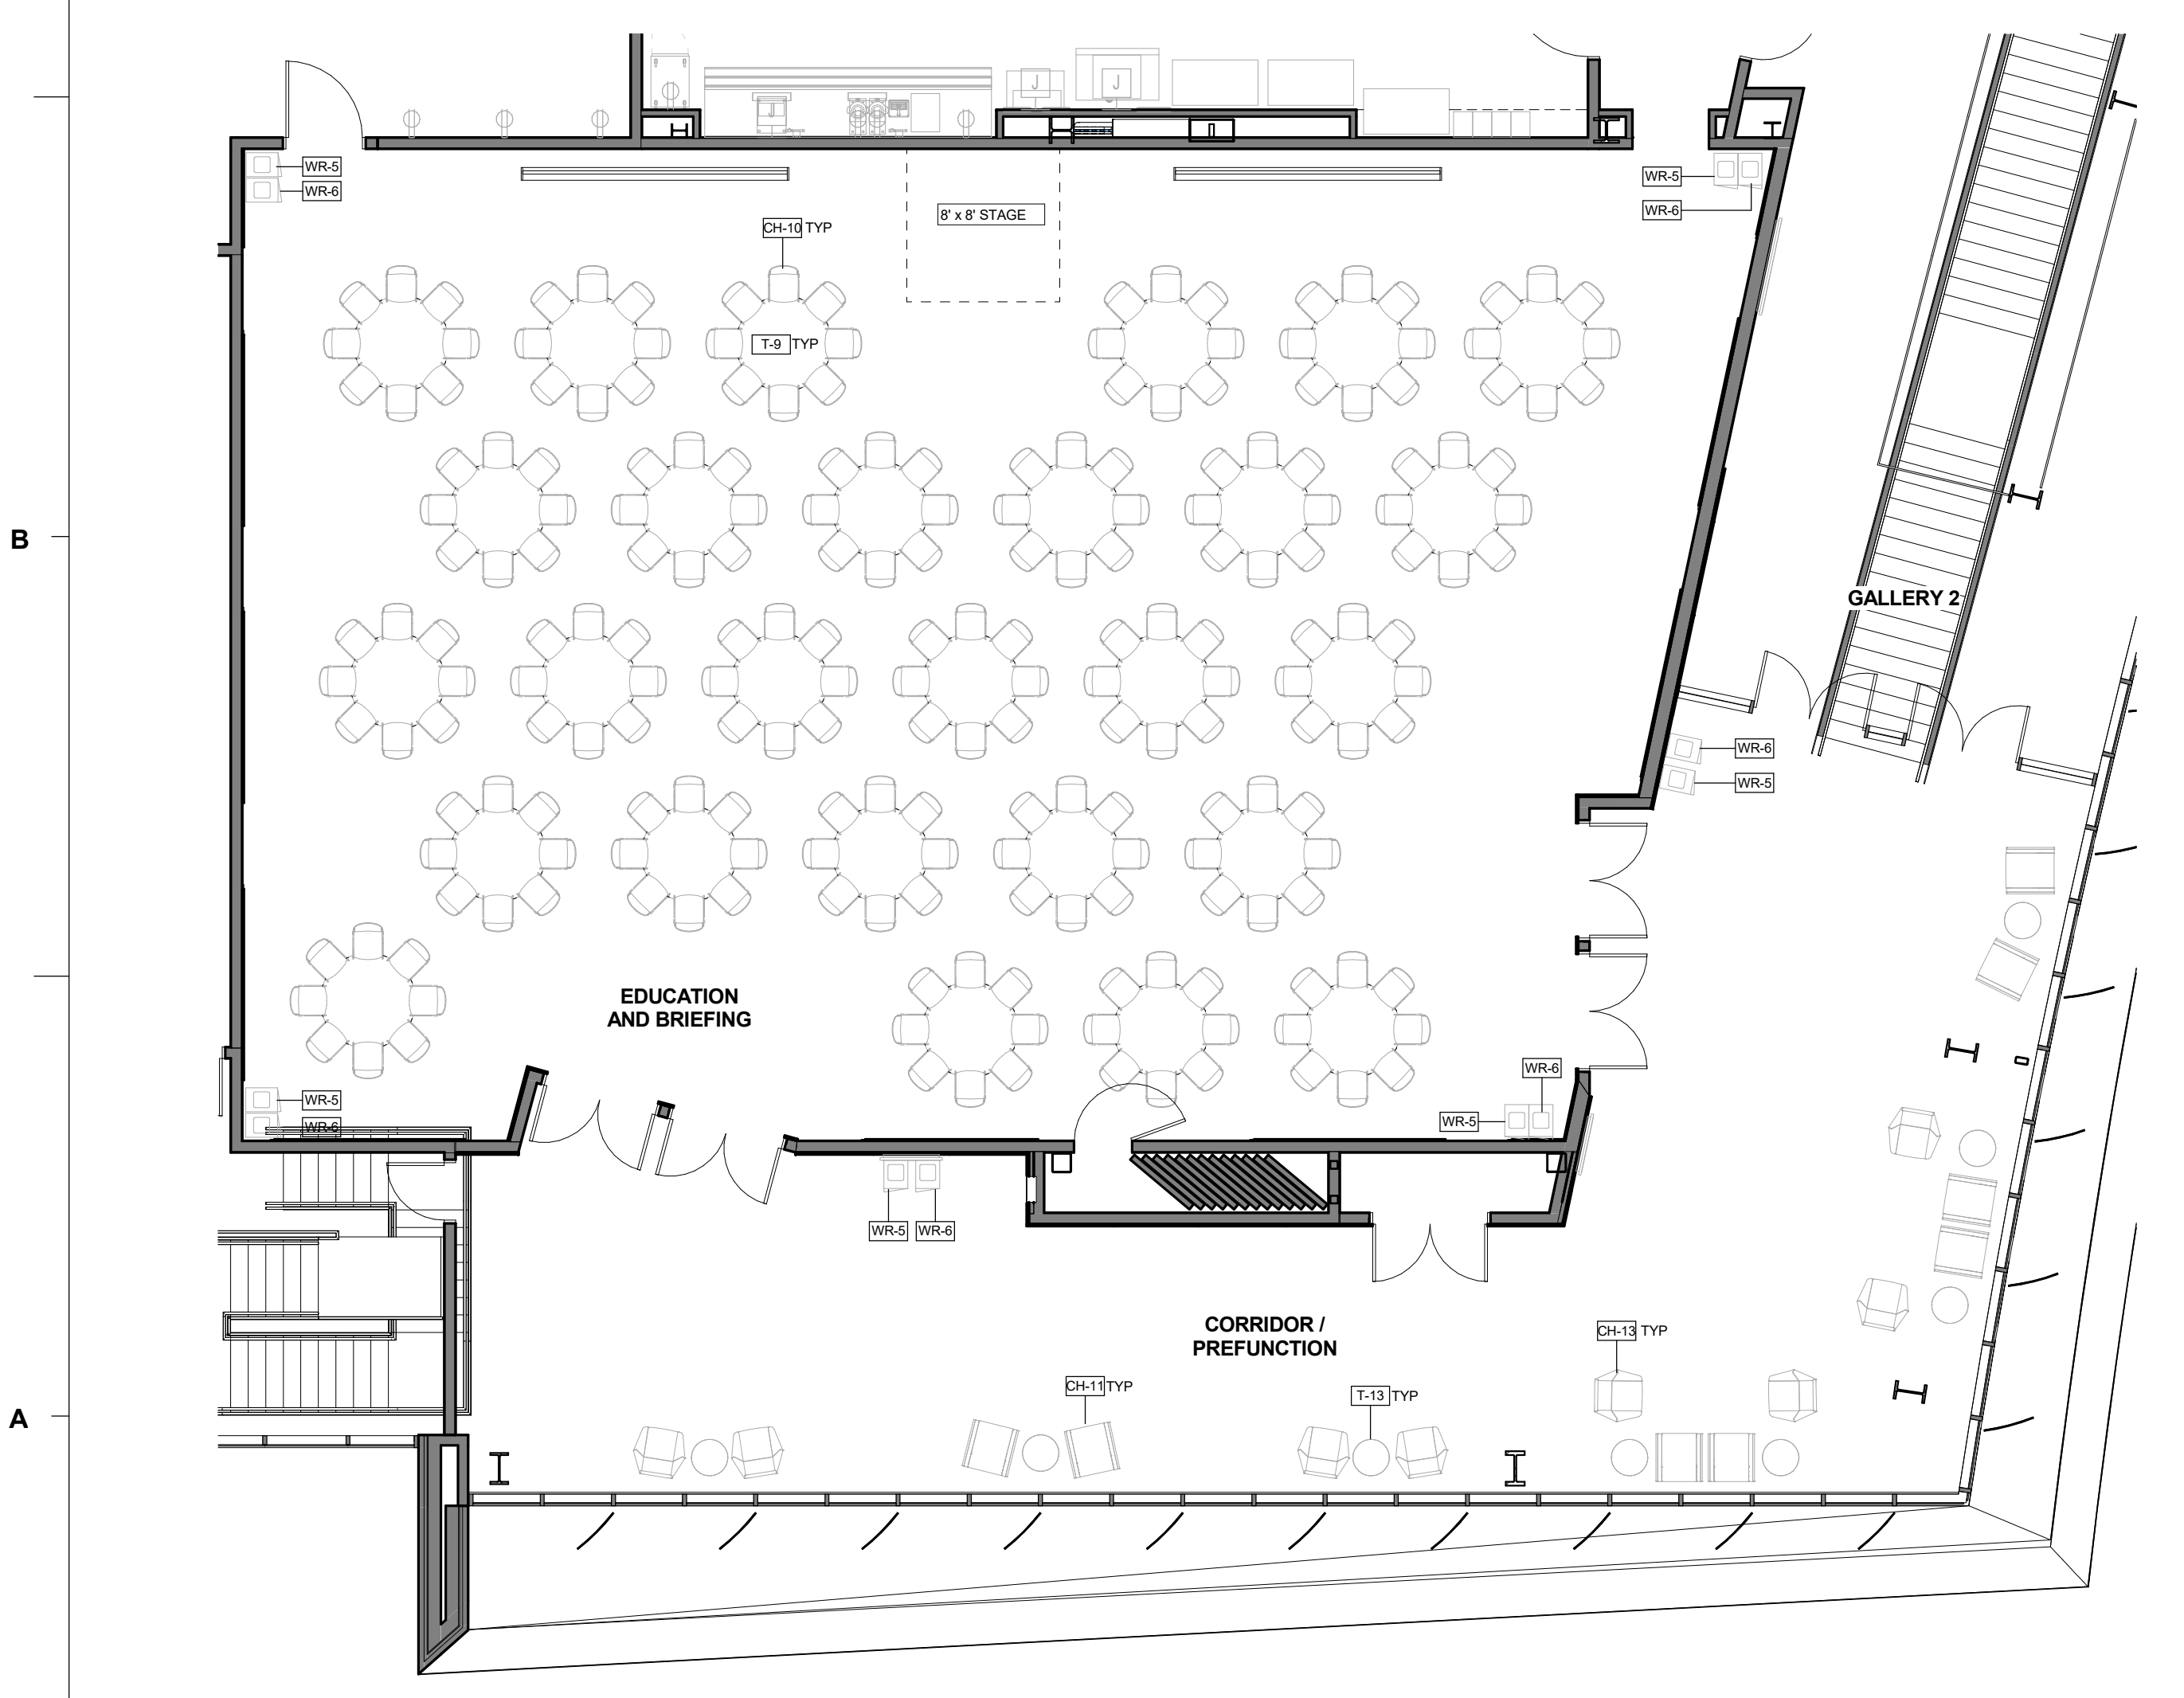 J
J
J
WR-5
WR-6
WR-5
WR-6
8' x 8' STAGE
CH-10 TYP
T-9 TYP
B
GALLERY 2
WR-6
WR-5
EDUCATION
AND BRIEFING
WR-6
WR-5
WR-6
WR-5
WR-5
WR-6
CORRIDOR /
PREFUNCTION
CH-13 TYP
CH-11 TYP
T-13 TYP
A